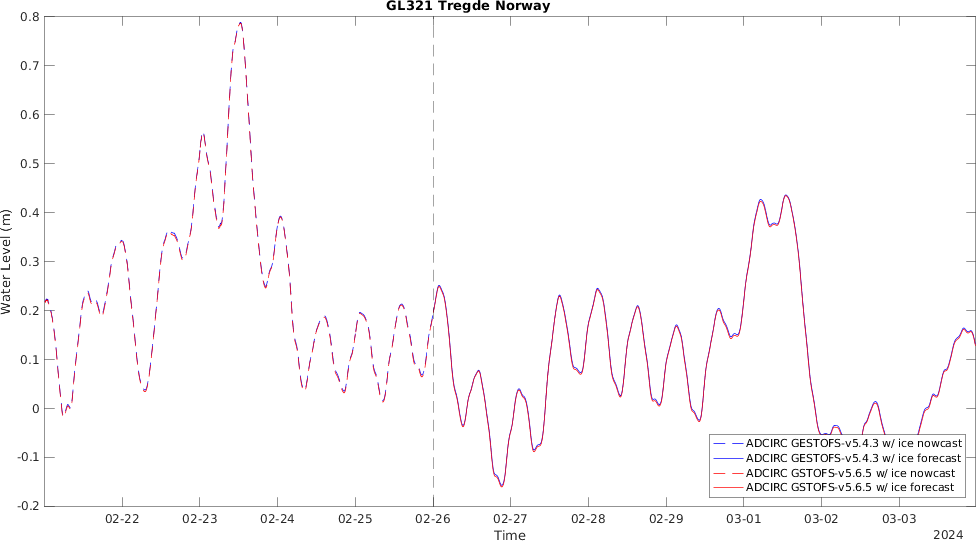 GL321 Tregde Norway
0.8
0.7
0.6
0.5
0.4
0.3
0.2
0.1
0
-0.1
-0.2
Water Level (m)
ADCIRC GESTOFS-v5.4.3 w/ ice nowcast
ADCIRC GESTOFS-v5.4.3 w/ ice forecast
ADCIRC GSTOFS-v5.6.5 w/ ice nowcast
ADCIRC GSTOFS-v5.6.5 w/ ice forecast
02-22 02-23 02-24 02-25 02-26 02-27 02-28 02-29 03-01 03-02 03-03
Time
2024